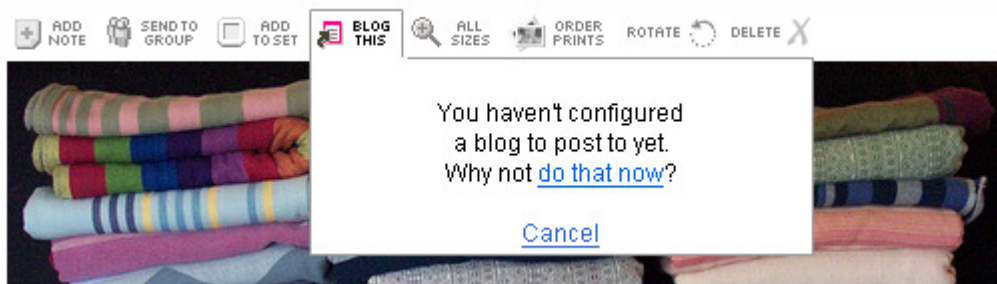 ADD NOTE
SEND TO GROUP
ADD TO SET
BLOG THIS
ALL SIZES
ORDER PRINTS
ROTATE
DELETE
You haven't configured
a blog to post to yet.
Why not do that now?
Cancel